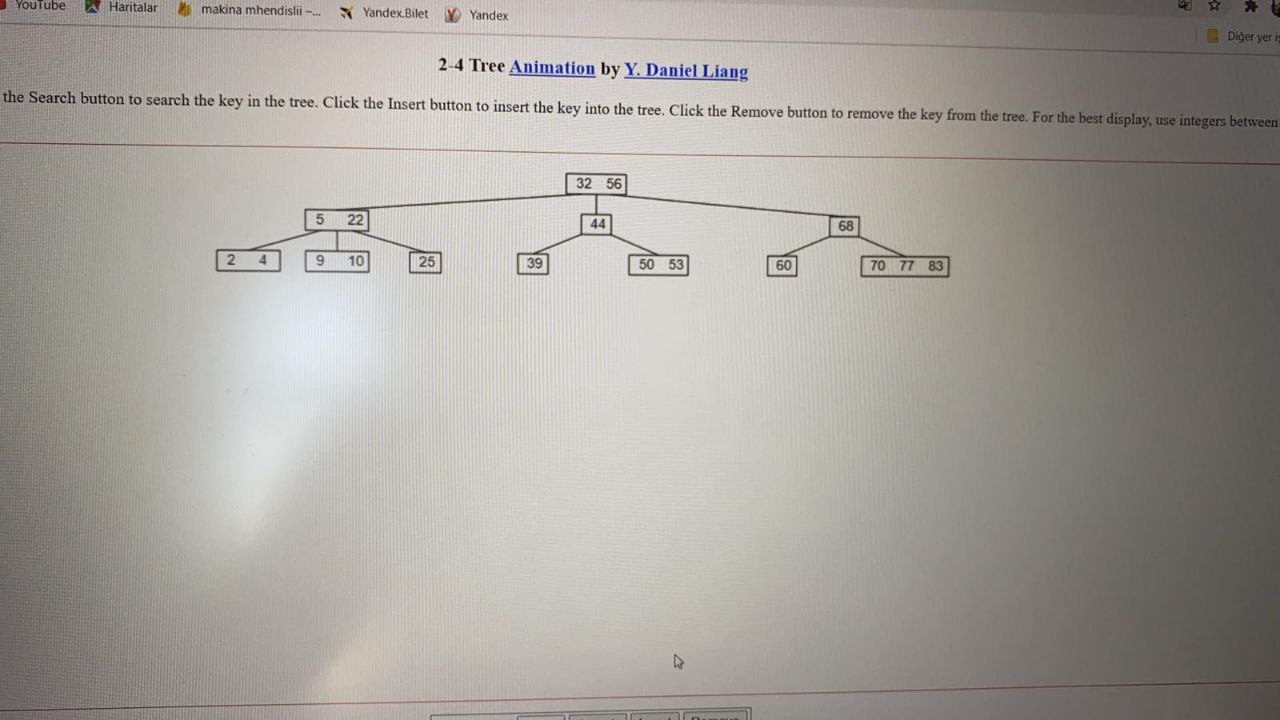 YouTube Haritalar makina mhendislii –... Yandex.Bilet Yandex
Diğer yer
2-4 Tree Animation by Y. Daniel Liang
the Search button to search the key in the tree. Click the Insert button to insert the key into the tree. Click the Remove button to remove the key from the tree. For the best display, use integers between
32 56
5 22 44 68
2 4 9 10 25 39 50 53 60 70 77 83